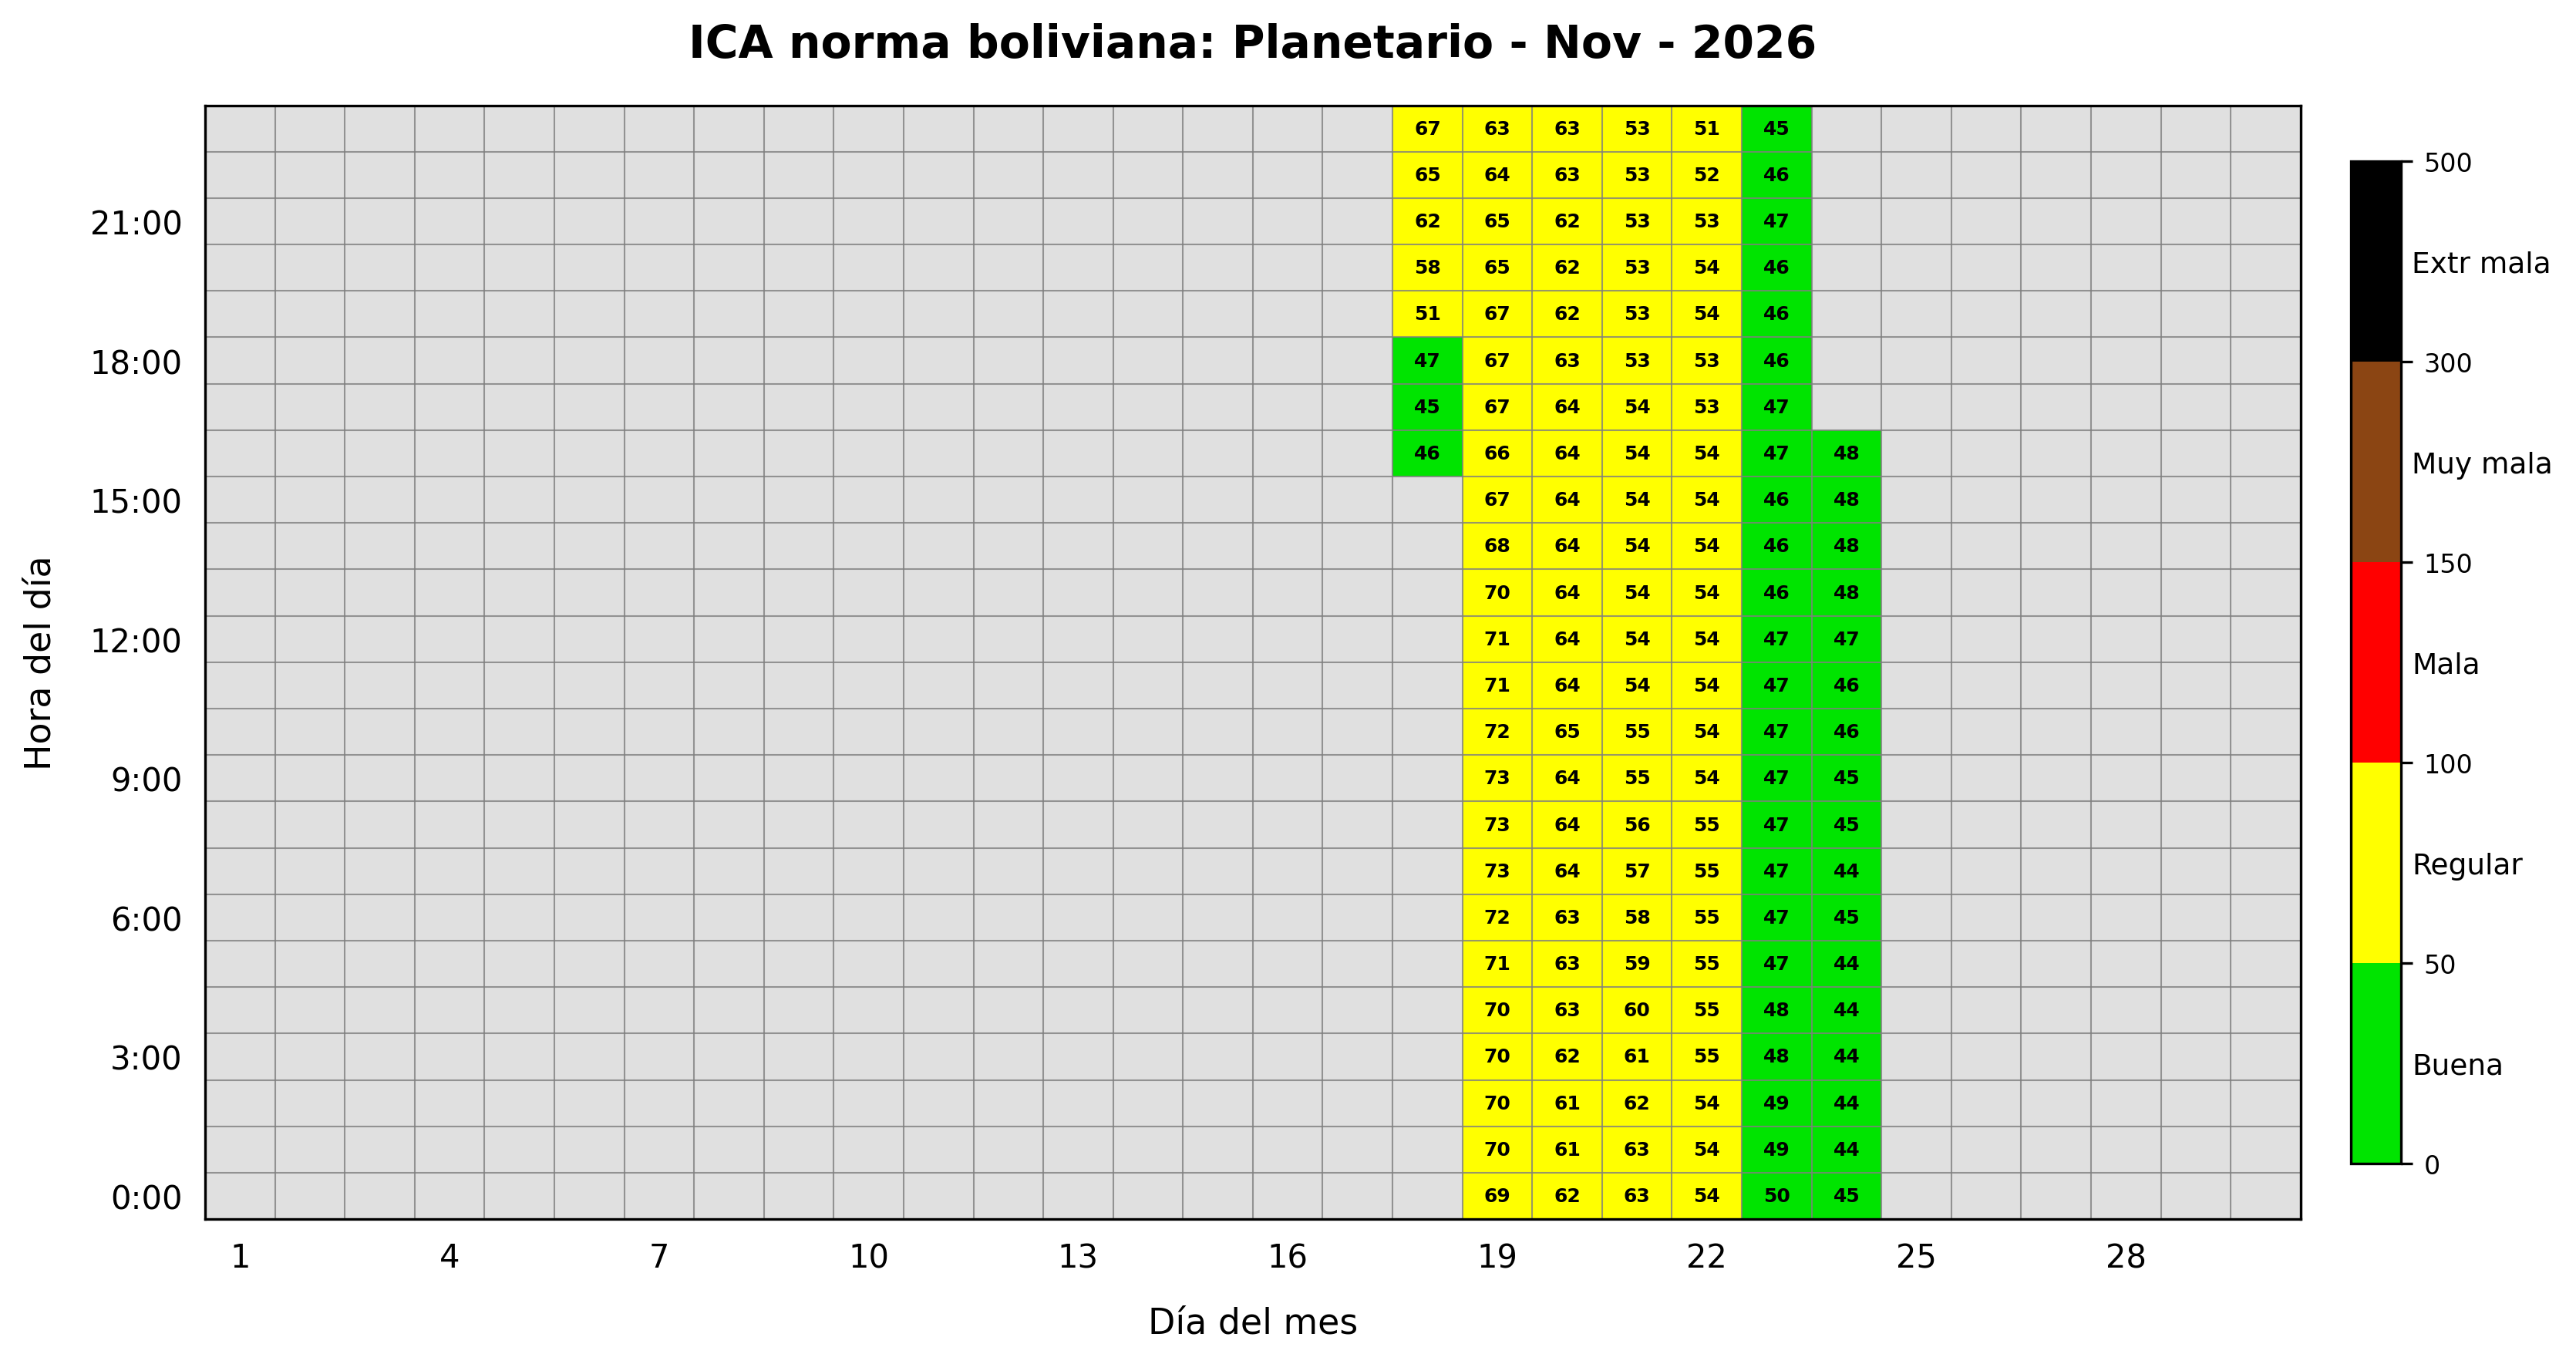 ICA norma boliviana: Planetario - Nov - 2026
67 63 63 53 51 45
65 64 63 53 52 46
21:00 62 65 62 53 53 47
58 65 62 53 54 46
51 67 62 53 54 46
18:00 47 67 63 53 53 46
45 67 64 54 53 47
46 66 64 54 54 47 48
15:00 67 64 54 54 46 48
68 64 54 54 46 48
70 64 54 54 46 48
12:00 71 64 54 54 47 47
71 64 54 54 47 46
72 65 55 54 47 46
9:00 73 64 55 54 47 45
73 64 56 55 47 45
73 64 57 55 47 44
6:00 72 63 58 55 47 45
71 63 59 55 47 44
70 63 60 55 48 44
3:00 70 62 61 55 48 44
70 61 62 54 49 44
70 61 63 54 49 44
0:00 69 62 63 54 50 45
1 4 7 10 13 16 19 22 25 28
Hora del día
Día del mes
500
Extr mala
300
Muy mala
150
Mala
100
Regular
50
Buena
0